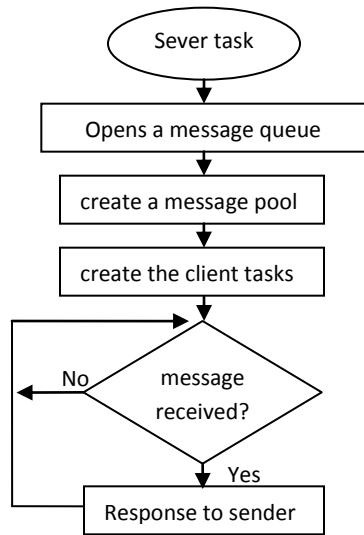 Sever task
Opens a message queue
create a message pool
create the client tasks
message
received?
No
Yes
Response to sender